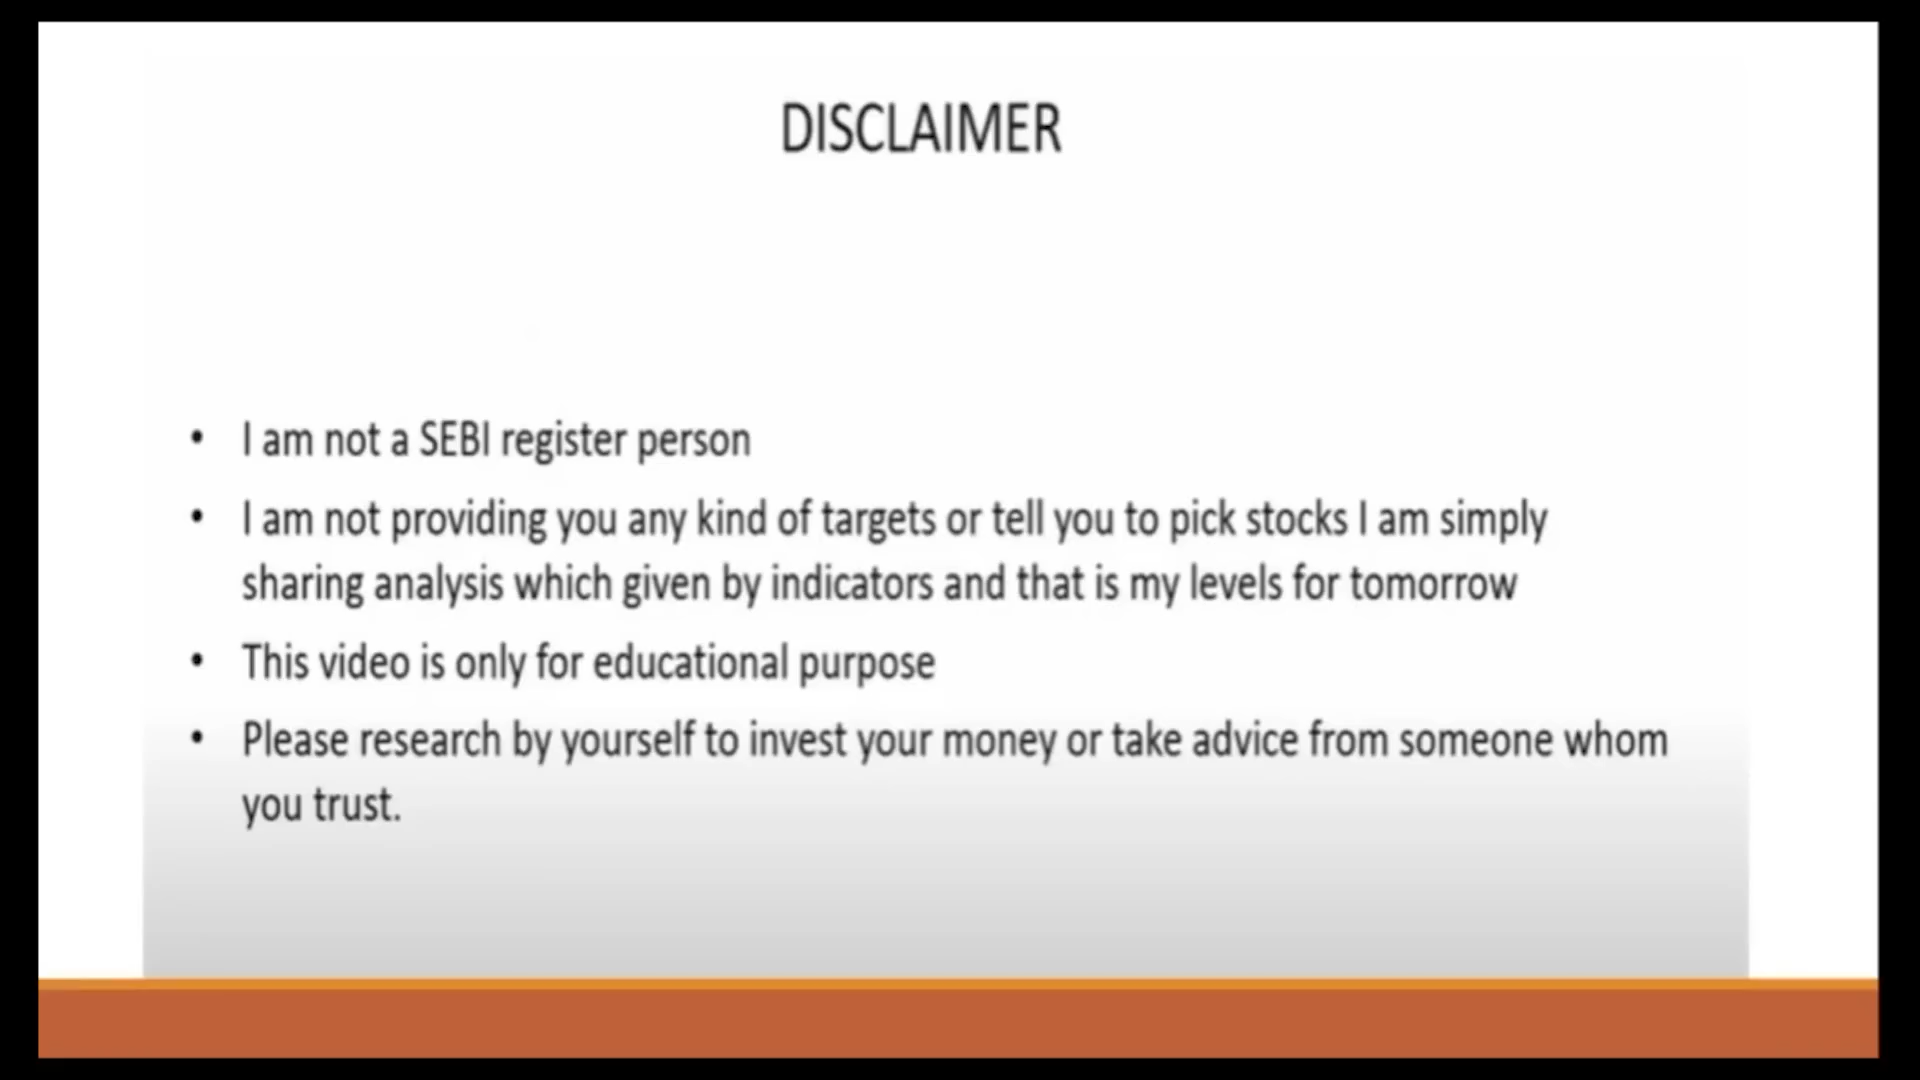 DISCLAIMER
• I am not a SEBI register person
• I am not providing you any kind of targets or tell you to pick stocks I am simply
sharing analysis which given by indicators and that is my levels for tomorrow
• This video is only for educational purpose
• Please research by yourself to invest your money or take advice from someone whom
you trust.